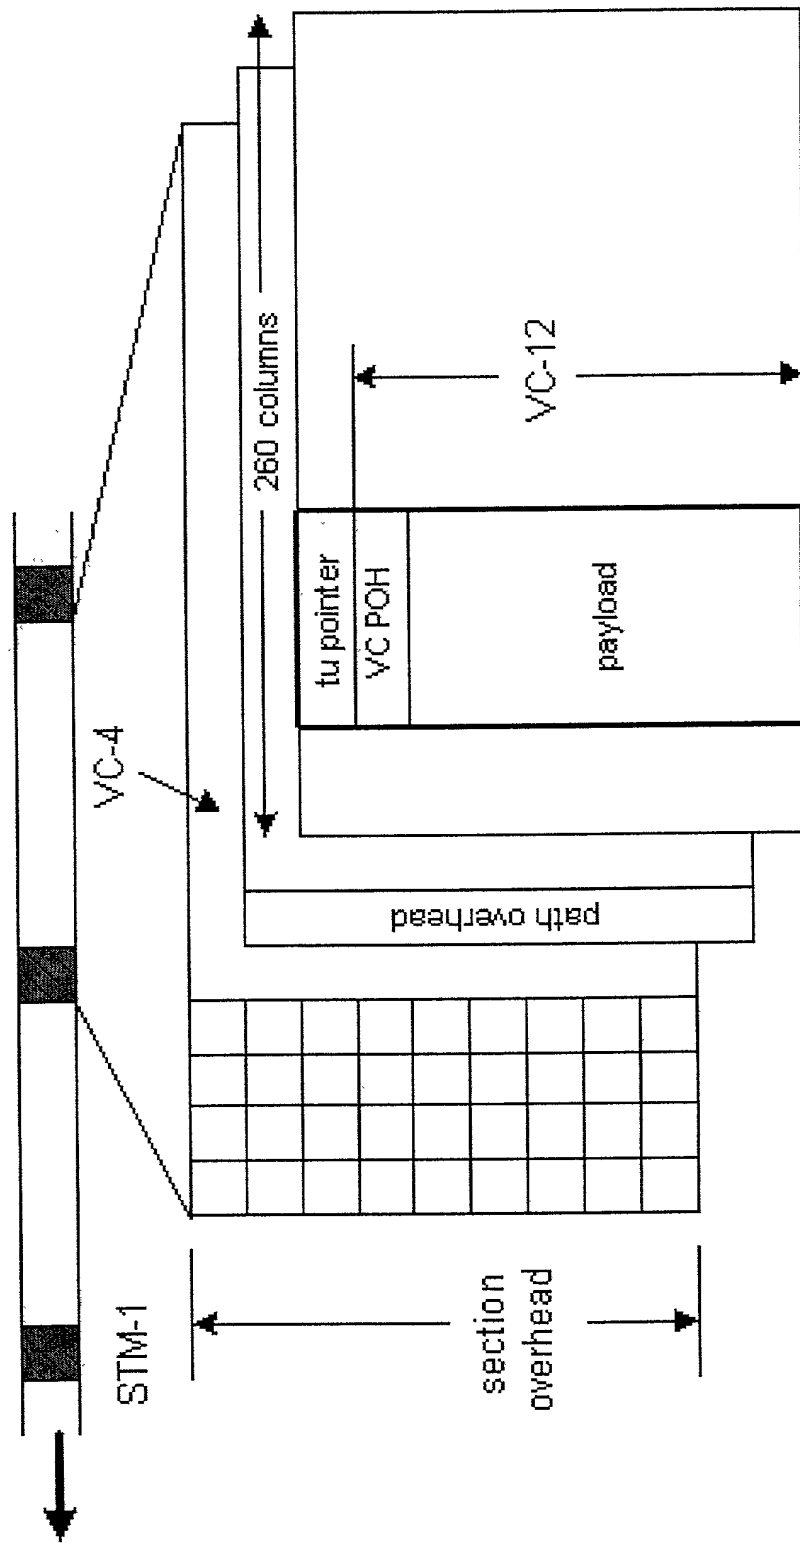 STM-1
VC-4
260 columns
section
overhead
path overhead
tu pointer
VC POH
payload
VC-12